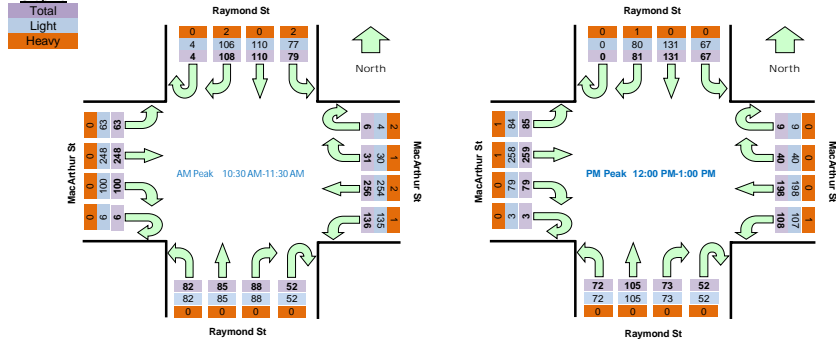 Total
Light
Heavy
Raymond St
0 2 0 2
4 106 110 77
4 108 110 79
North
MacArthur St
0 63 63
0 248 248
0 100 100
0 6 6
AM Peak 10:30 AM-11:30 AM
6 4 2
31 30 1
256 254 2
136 135 1
MacArthur St
82 85 88 52
82 85 88 52
0 0 0 0
Raymond St
Raymond St
0 1 0 0
0 80 131 67
0 81 131 67
North
MacArthur St
1 84 85
1 258 259
0 79 79
0 3 3
PM Peak 12:00 PM-1:00 PM
9 9 0
40 40 0
198 198 0
108 107 1
MacArthur St
72 105 73 52
72 105 73 52
0 0 0 0
Raymond St